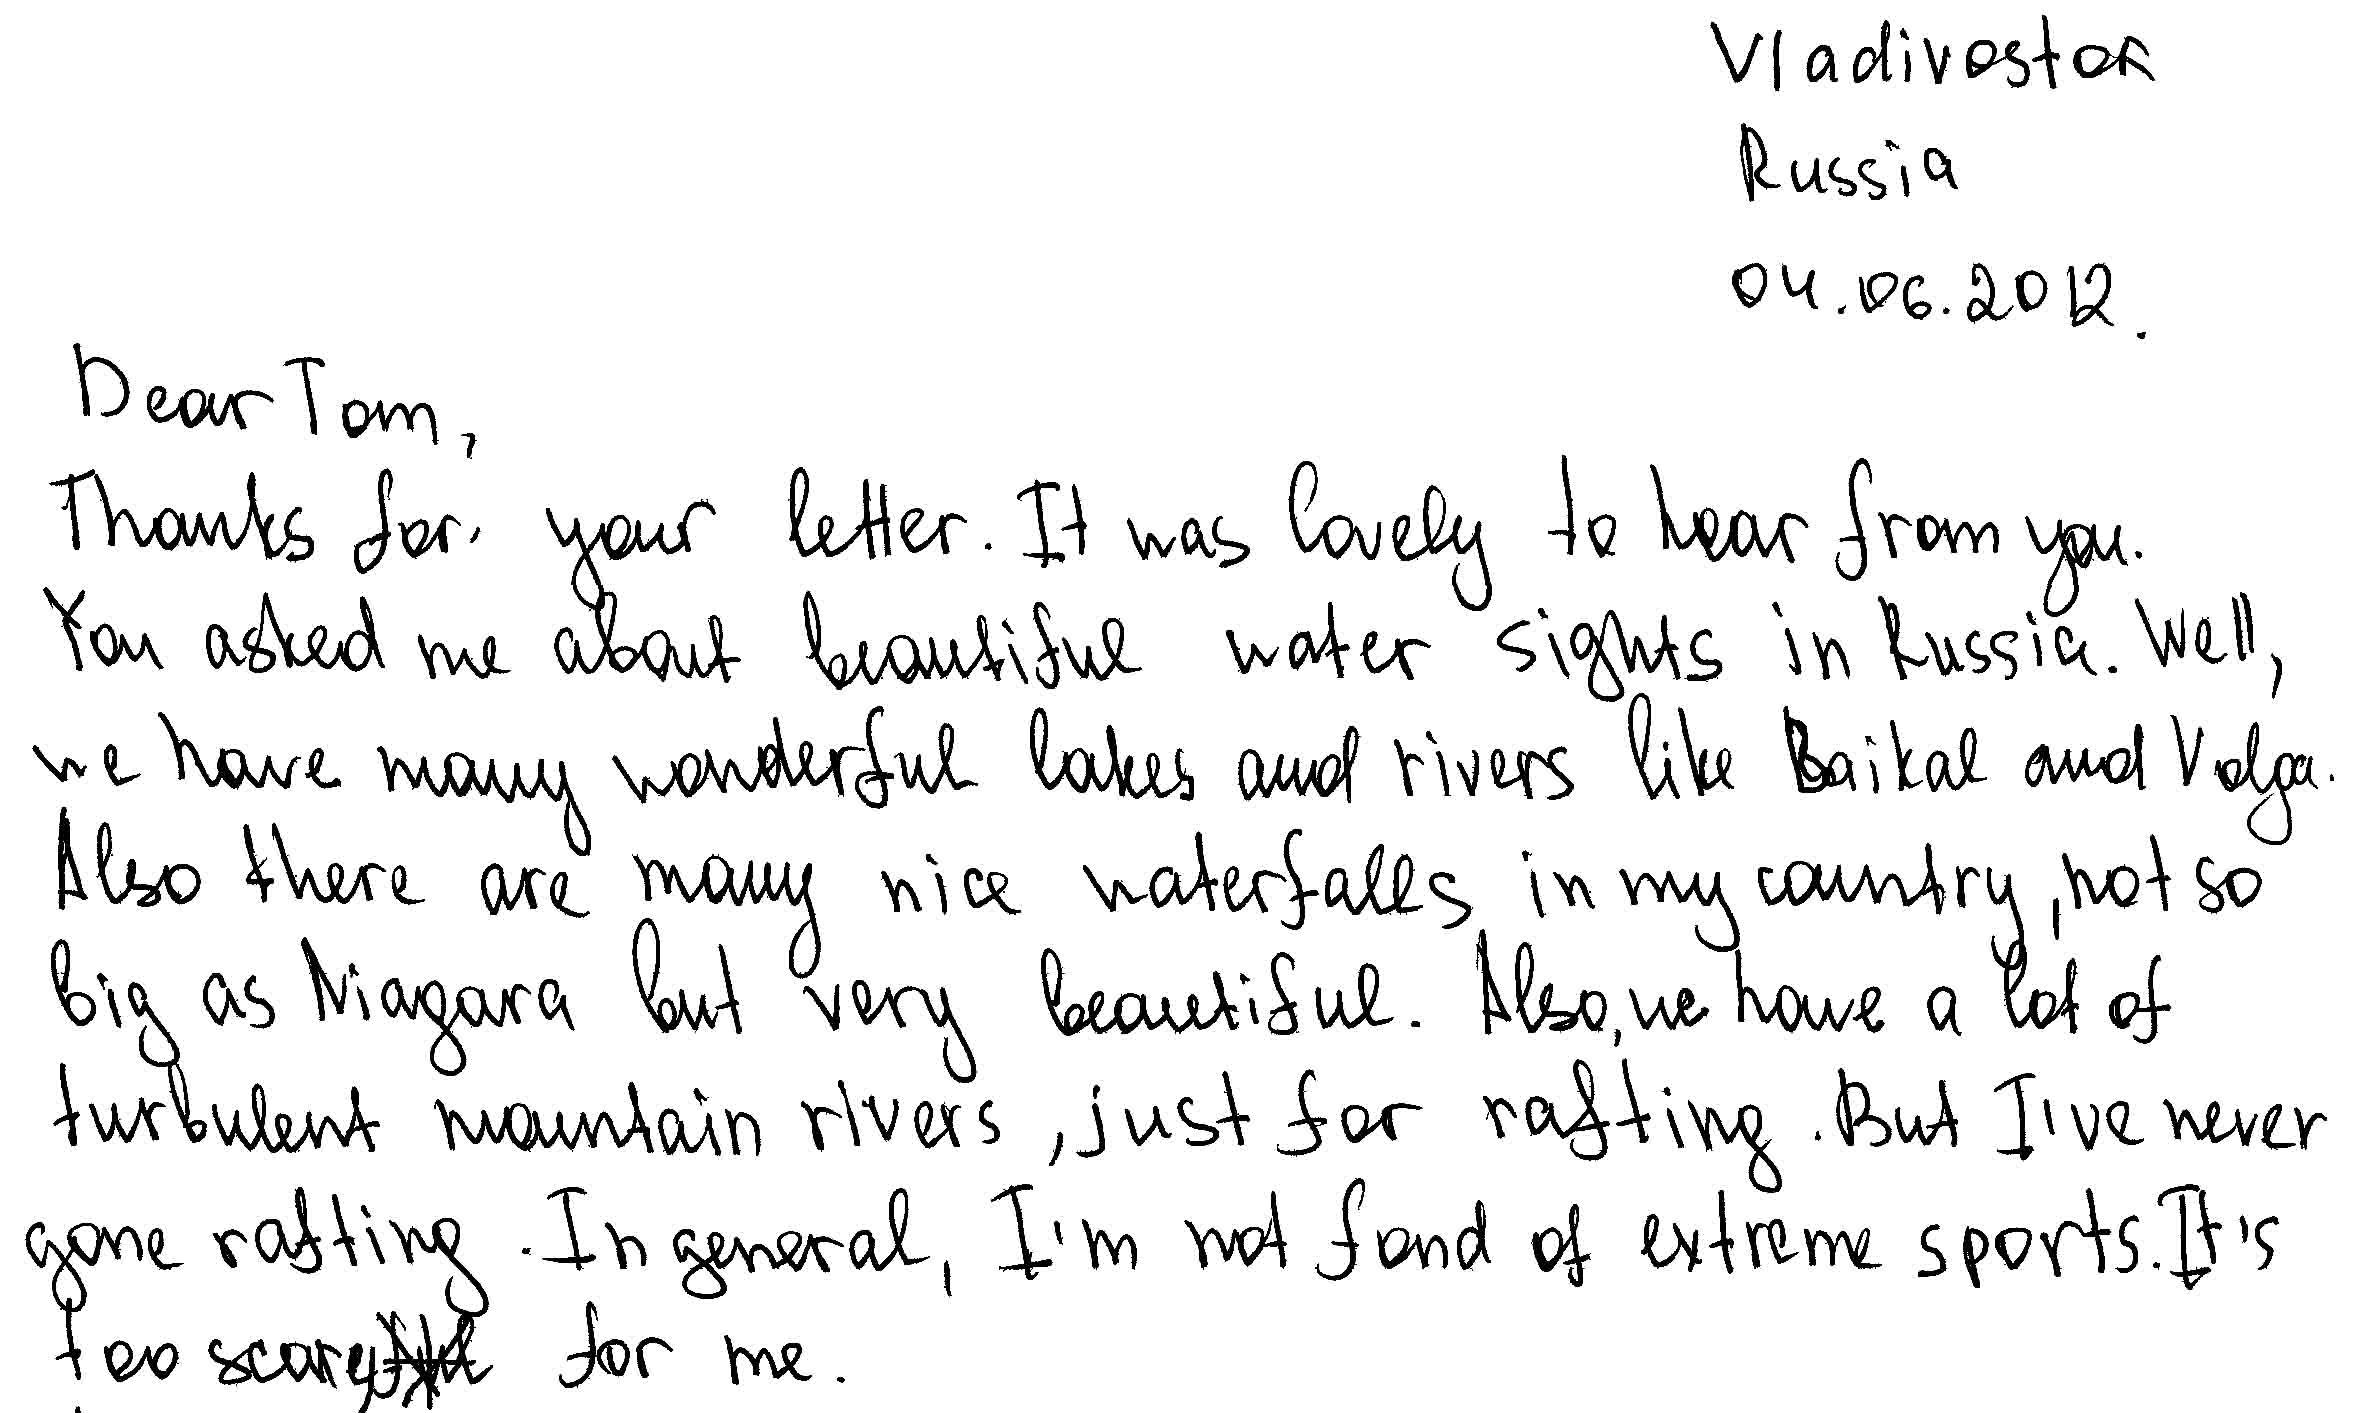 Vladivostok
Russia
04.06.2012.
Dear Tom,
Thanks for your letter. It was lovely to hear from you.
You asked me about beautiful water sights in Russia. Well,
we have many wonderful lakes and rivers like Baikal and Volga.
Also there are many nice waterfalls in my country, not so
big as Niagara but very beautiful. Also, we have a lot of
turbulent mountain rivers, just for rafting. But I've never
gone rafting. In general, I'm not fond of extreme sports. It's
too scary for me.